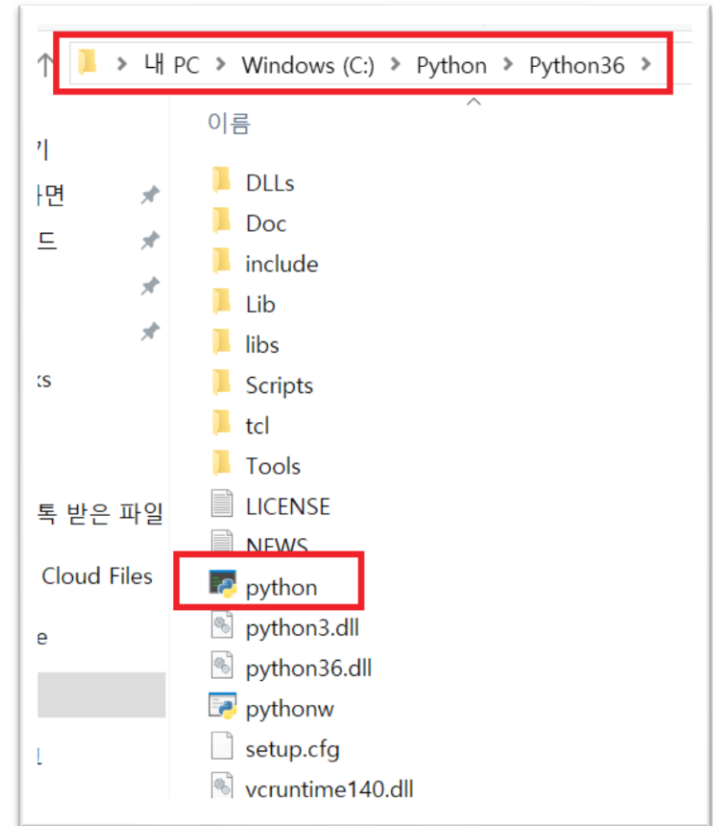 내 PC > Windows (C:) > Python > Python36 >
이름
기
면
드
DLLs
Doc
include
Lib
libs
ks
Scripts
tcl
Tools
톡 받은 파일
LICENSE
NEWS
Cloud Files
python
e
python3.dll
python36.dll
pythonw
setup.cfg
vcruntime140.dll